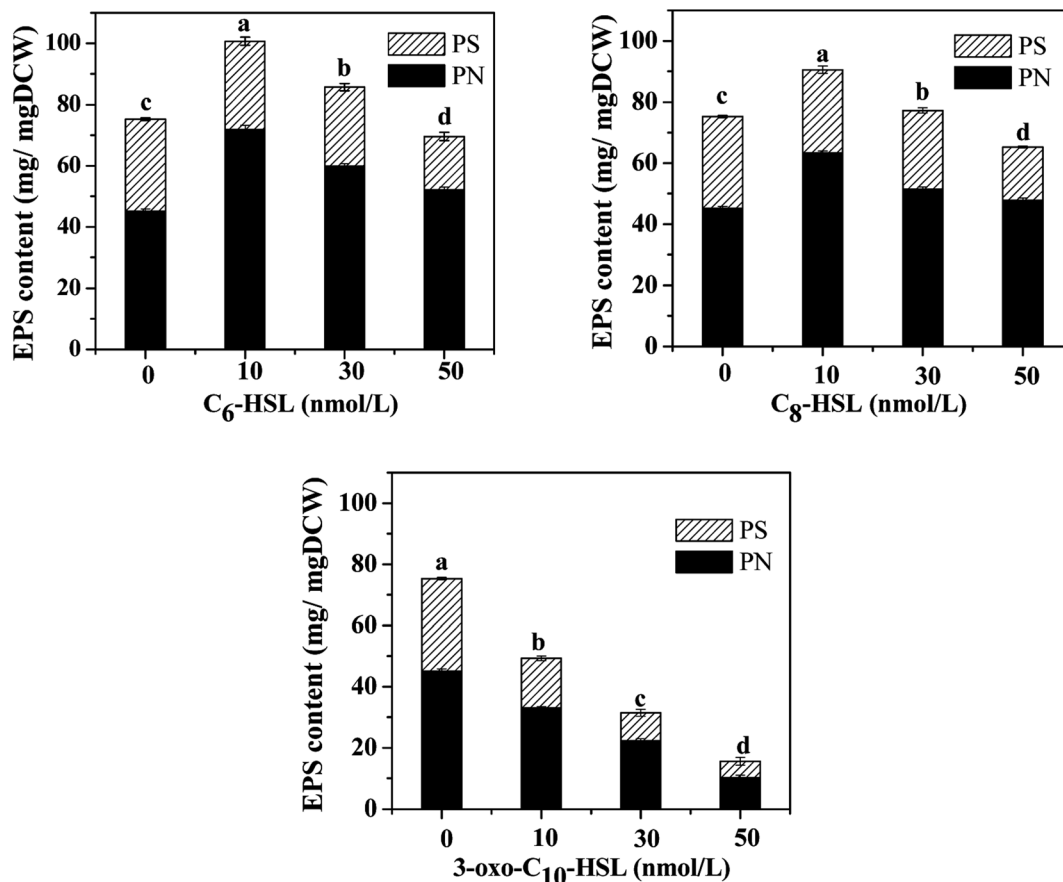 EPS content (mg/ mgDCW)
100
80
60
40
20
0
c
a
b
d
PS
PN
0 10 30 50
C6-HSL (nmol/L)
EPS content (mg/ mgDCW)
100
80
60
40
20
0
c
a
b
d
PS
PN
0 10 30 50
C8-HSL (nmol/L)
EPS content (mg/ mgDCW)
100
80
60
40
20
0
a
b
c
d
PS
PN
0 10 30 50
3-oxo-C10-HSL (nmol/L)